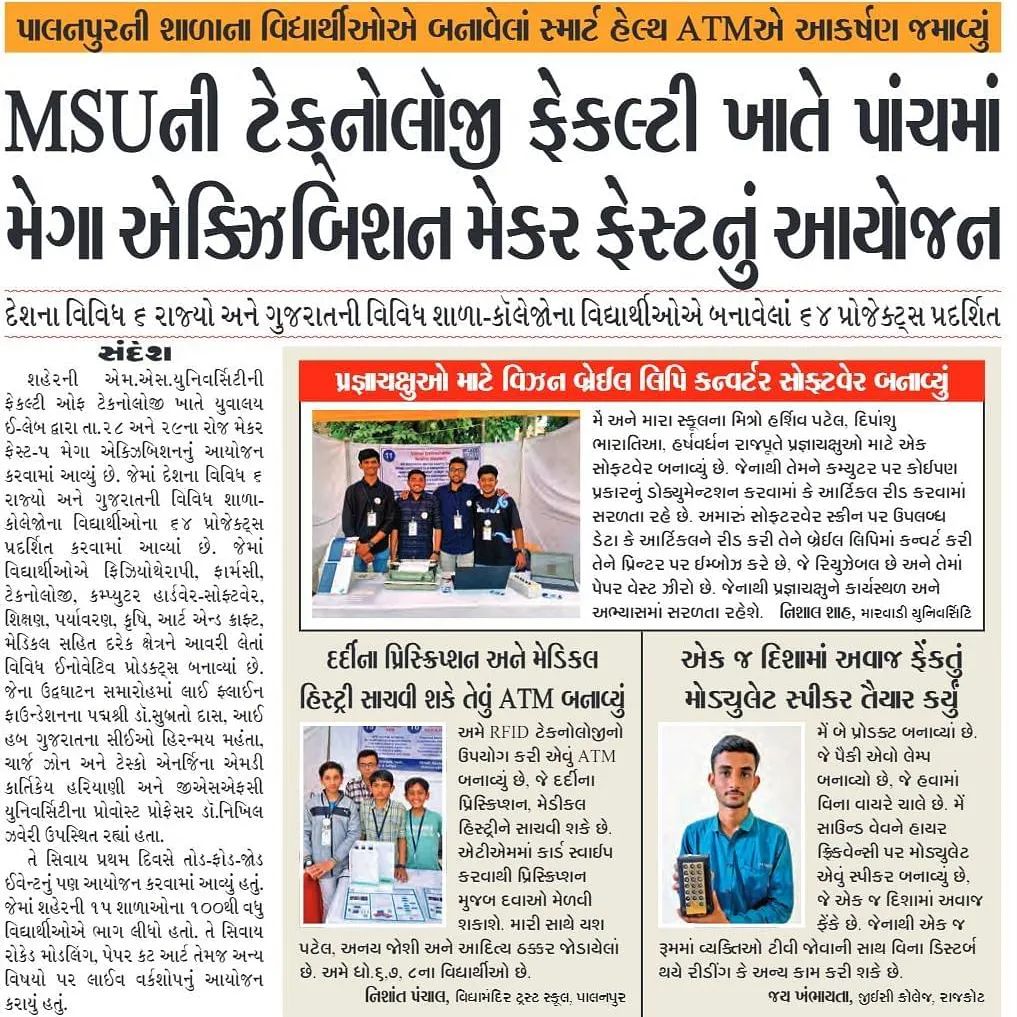 પાલનપુરની શાળાના વિદ્યાર્થીઓએ બનાવેલાં સ્માર્ટ હેલ્થ ATMએ આકર્ષણ જમાવ્યું
MSUની ટેક્નોલૉજી ફેકલ્ટી ખાતે પાંચમાં
મેગા એક્ઝિબિશન મેકર ફેસ્ટનું આયોજન
દેશના વિવિધ ૬ રાજ્યો અને ગુજરાતની વિવિધ શાળા-કૉલેજોના વિદ્યાર્થીઓએ બનાવેલાં ૬૪ પ્રોજેક્ટ્સ પ્રદર્શિત
સંદેશ
શહેરની એમ.એસ.યુનિવર્સિટીની
ફેકલ્ટી ઓફ ટેકનોલોજી ખાતે યુવાલય
ઈ-લેબ દ્વારા તા.૨૮ અને ૨૯ના રોજ મેકર
ફેસ્ટ-૫ મેગા એક્ઝિબિશનનું આયોજન
કરવામાં આવ્યું છે. જેમાં દેશના વિવિધ ૬
રાજ્યો અને ગુજરાતની વિવિધ શાળા-
કોલેજોના વિદ્યાર્થીઓના ૬૪ પ્રોજેક્ટ્સ
પ્રદર્શિત કરવામાં આવ્યાં છે. જેમાં
વિદ્યાર્થીઓએ ફિઝિયોથેરાપી, ફાર્મસી,
ટેકનોલોજી, કમ્પ્યુટર હાર્ડવેર-સોફ્ટવેર,
શિક્ષણ, પર્યાવરણ, કૃષિ, આર્ટ એન્ડ ક્રાફ્ટ,
મેડિકલ સહિત દરેક ક્ષેત્રને આવરી લેતાં
વિવિધ ઈનોવેટિવ પ્રોડક્ટ્સ બનાવ્યાં છે.
જેના ઉદ્ઘાટન સમારોહમાં લાઈ ફ્લાઈન
ફાઉન્ડેશનના પદ્મશ્રી ડૉ.સુબ્રતો દાસ, આઈ
હબ ગુજરાતના સીઈઓ હિરન્મય મહંતા,
ચાર્જ ઝોન અને ટેસ્કો એનર્જિના એમડી
કાર્તિકેય હરિયાણી અને જીએસએફસી
યુનિવર્સિટીના પ્રોવોસ્ટ પ્રોફેસર ડૉ.નિખિલ
ઝવેરી ઉપસ્થિત રહ્યાં હતા.
તે સિવાય પ્રથમ દિવસે તોડ-ફોડ-જોડ
ઈવેન્ટનું પણ આયોજન કરવામાં આવ્યું હતું.
જેમાં શહેરની ૧૫ શાળાઓના ૧૦૦થી વધુ
વિદ્યાર્થીઓએ ભાગ લીધો હતો. તે સિવાય
રોકેડ મોડલિંગ, પેપર કટ આર્ટ તેમજ અન્ય
વિષયો પર લાઈવ વર્કશોપનું આયોજન
કરાયું હતું.
પ્રજ્ઞાચક્ષુઓ માટે વિઝન બ્રેઈલ લિપિ કન્વર્ટર સોફ્ટવેર બનાવ્યું
મેં અને મારા સ્કૂલના મિત્રો હર્શિવ પટેલ, દિપાંશુ
ભારાતિઆ, હર્ષવર્ધન રાજપૂતે પ્રજ્ઞાચક્ષુઓ માટે એક
સોફ્ટવેર બનાવ્યું છે. જેનાથી તેમને કમ્યુટર પર કોઈપણ
પ્રકારનું ડોક્યુમેન્ટશન કરવામાં કે આર્ટિકલ રીડ કરવામાં
સરળતા રહે છે. અમારું સોફટરવેર સ્ક્રીન પર ઉપલબ્ધ
ડેટા કે આર્ટિકલને રીડ કરી તેને બ્રેઈલ લિપિમાં કન્વર્ટ કરી
તેને પ્રિન્ટર પર ઈમ્બોઝ કરે છે, જે રિયુઝેબલ છે અને તેમાં
પેપર વેસ્ટ ઝીરો છે. જેનાથી પ્રજ્ઞાચક્ષુને કાર્યસ્થળ અને
અભ્યાસમાં સરળતા રહેશે. નિશાલ શાહ, મારવાડી યુનિવર્સિટિ
દર્દીના પ્રિસ્ક્રિપ્શન અને મેડિકલ
હિસ્ટ્રી સાચવી શકે તેવું ATM બનાવ્યું
અમે RFID ટેકનોલોજીનો
ઉપયોગ કરી એવું ATM
બનાવ્યું છે, જે દર્દીના
પ્રિસ્ક્રિપ્શન, મેડીકલ
હિસ્ટ્રીને સાચવી શકે છે.
એટીએમમાં કાર્ડ સ્વાઈપ
કરવાથી પ્રિસ્ક્રિપ્શન
મુજબ દવાઓ મેળવી
શકાશે. મારી સાથે યશ
પટેલ, અનય જોશી અને આદિત્ય ઠક્કર જોડાયેલાં
છે. અમે ધો.૬,૭, ૮ના વિદ્યાર્થીઓ છે.
નિશાંત પંચાલ, વિદ્યામંદિર ટ્રસ્ટ સ્કૂલ, પાલનપુર
એક જ દિશામાં અવાજ ફેંકતું
મોડ્યુલેટ સ્પીકર તૈયાર કર્યું
મેં બે પ્રોડક્ટ બનાવ્યા છે.
જે પૈકી એવો લેમ્પ
બનાવ્યો છે, જે હવામાં
વિના વાયરે ચાલે છે. મેં
સાઉન્ડ વેવને હાયર
ફ્રિક્વેન્સી પર મોડ્યુલેટ
એવું સ્પીકર બનાવ્યું છે,
જે એક જ દિશામાં અવાજ
ફેંકે છે. જેનાથી એક જ
રૂમમાં વ્યક્તિઓ ટીવી જોવાની સાથ વિના ડિસ્ટર્બ
થયે રીડીંગ કે અન્ય કામ કરી શકે છે.
જય ખંભાયતા, જીઈસી કોલેજ, રાજકોટ